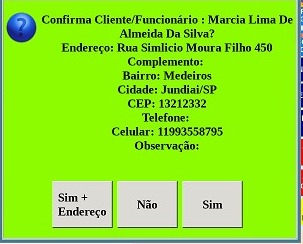 Confirma Cliente/Funcionário : Marcia Lima De
Almeida Da Silva?
Endereço: Rua Simlicio Moura Filho 450
Complemento:
Bairro: Medeiros
Cidade: Jundiai/SP
CEP: 13212332
Telefone:
Celular: 11993558795
Observação:
Sim +
Endereço
Não
Sim